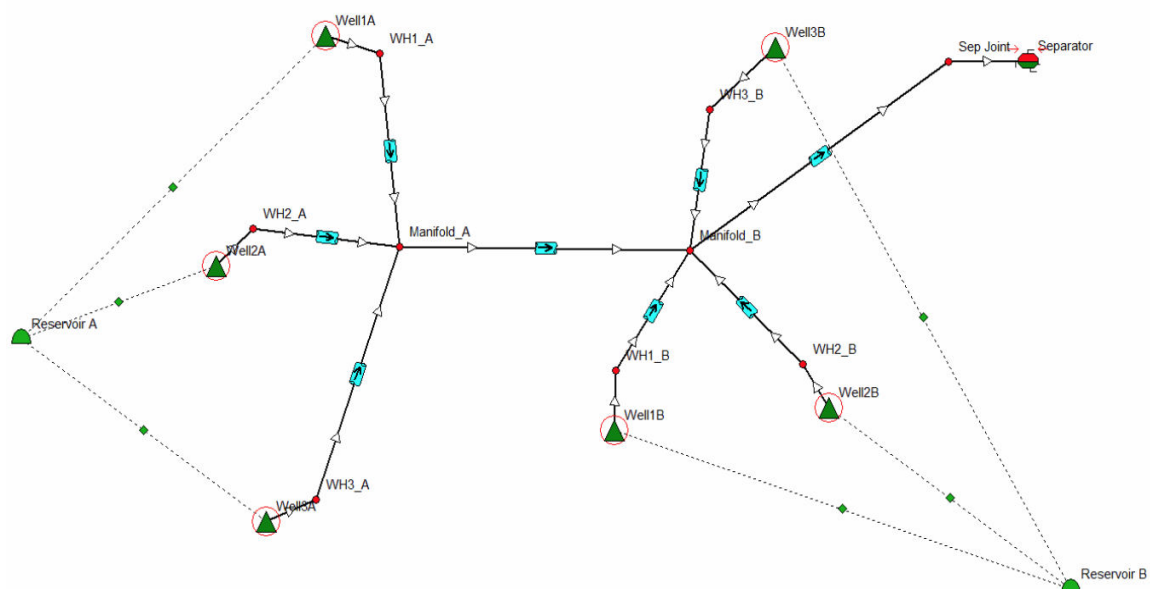 Well1A
WH1_A
Well3B
Sep Joint
Separator
WH3_B
WH2_A
Manifold_A
Well2A
Manifold_B
Reservoir A
WH1_B
WH2_B
Well2B
Well1B
WH3_A
Well3A
Reservoir B